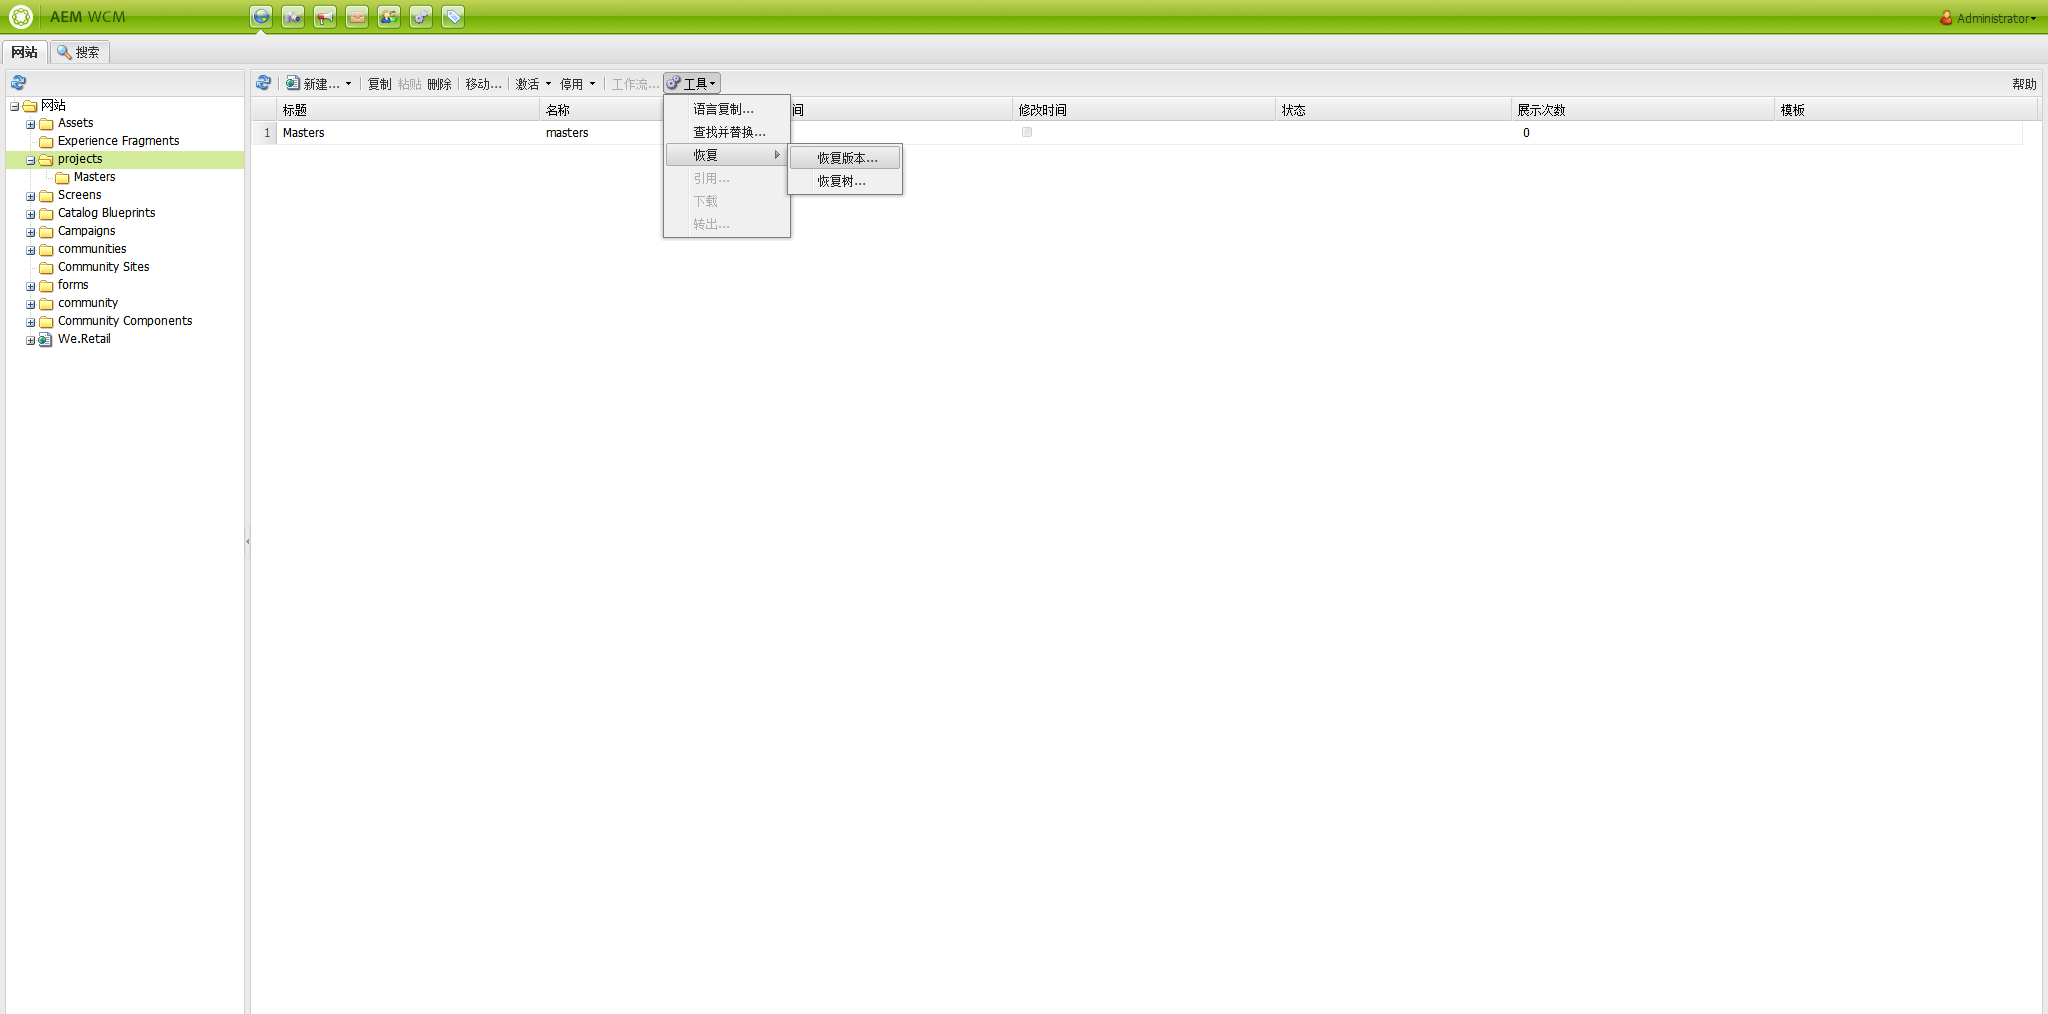 AEM WCM
Administrator
网站
搜索
新建...
复制
粘贴
删除
移动...
激活
停用
工作流...
工具
帮助
网站
Assets
Experience Fragments
projects
Masters
Screens
Catalog Blueprints
Campaigns
communities
Community Sites
forms
community
Community Components
We.Retail
标题
名称
间
修改时间
状态
展示次数
模板
1
Masters
masters
0
语言复制...
查找并替换...
恢复
引用...
下载
转出...
恢复版本...
恢复树...